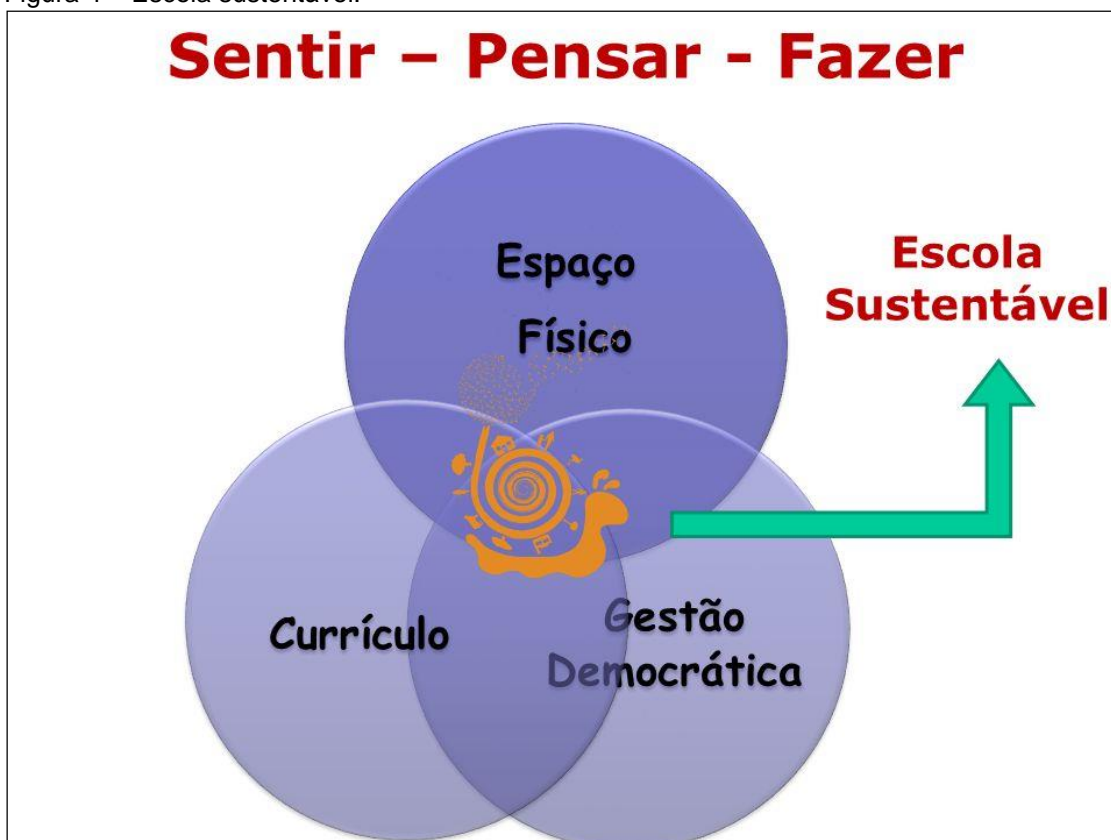 Sentir – Pensar - Fazer
Espaço
Físico
Escola
Sustentável
Currículo
Gestão
Democrática